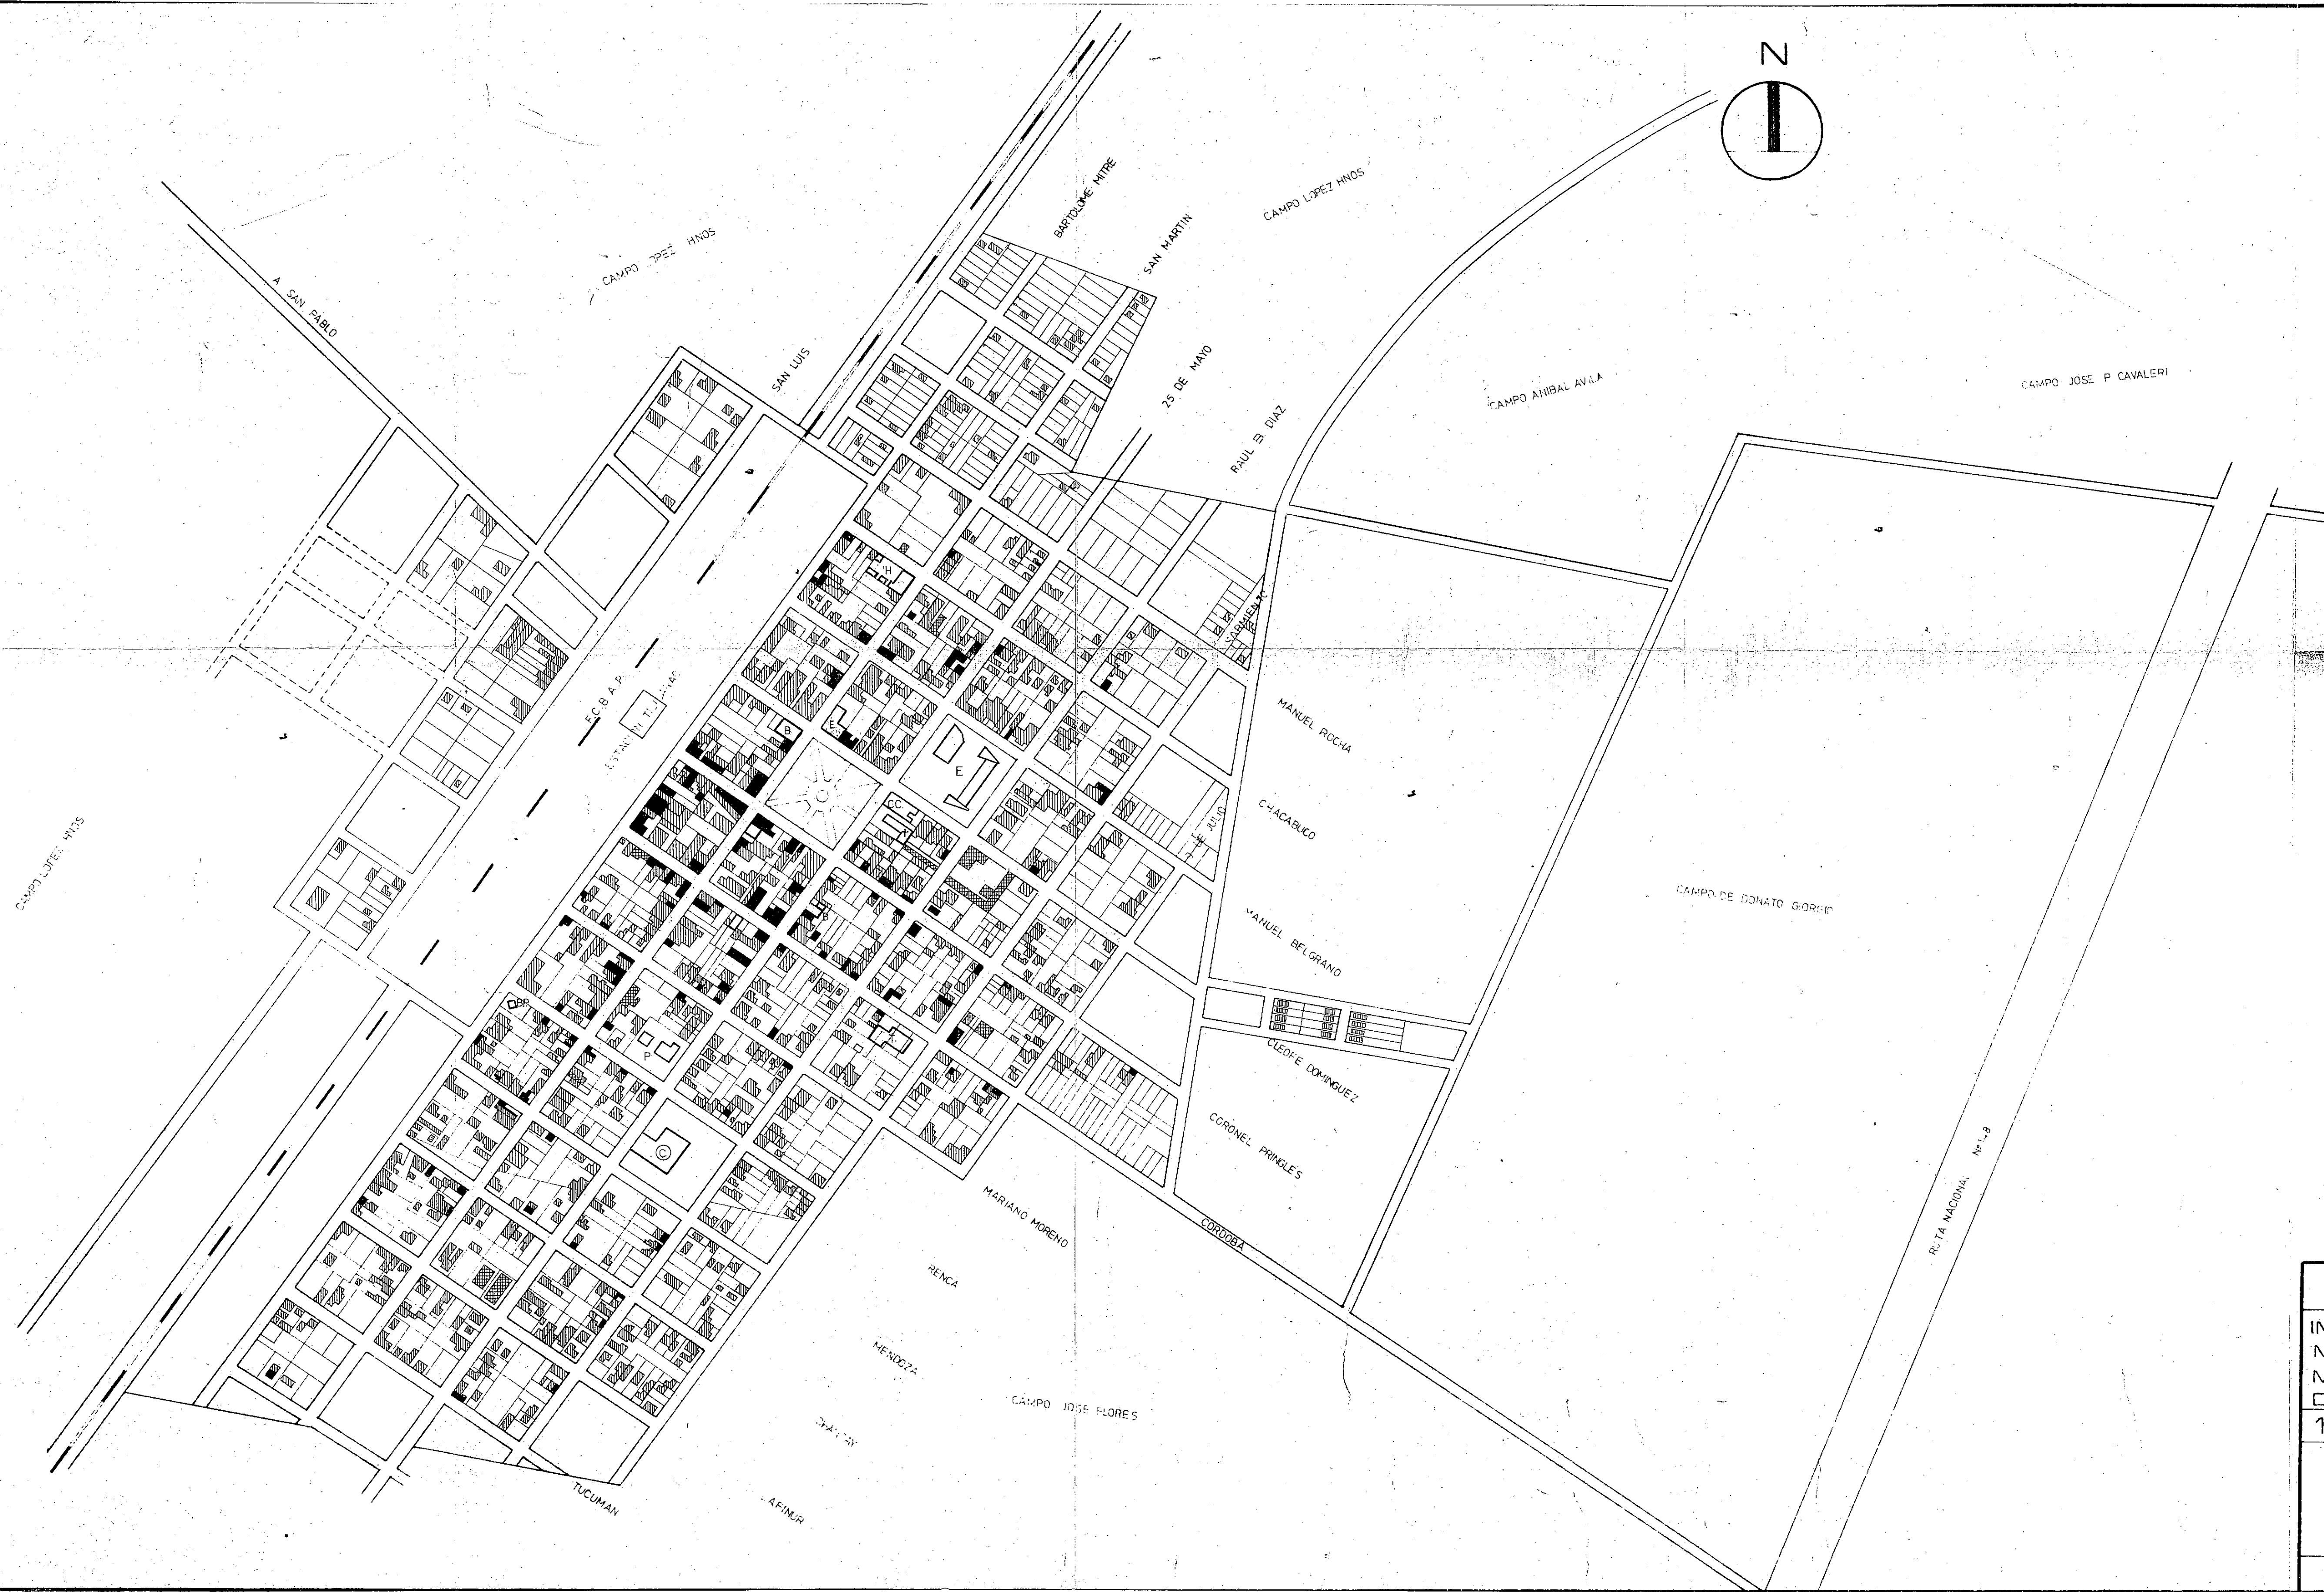 N
BARTOLOME MITRE
SAN MARTIN
CAMPO LOPEZ HNOS
CAMPO LOPEZ HNOS
A SAN PABLO
SAN LUIS
25 DE MAYO
RAUL B DIAZ
CAMPO ANIBAL AVILA
CAMPO JOSE P CAVALERI
H
SARMIENTO
F.C.B.A.P.
MANUEL ROCHA
B
E
E
CC.
CHACABUCO
DE JULIO
CAMPO LOPEZ HNOS
CAMPO DE DONATO GIORGIO
B
MANUEL BELGRANO
P
CLEOFE DOMINGUEZ
CORONEL PRINGLES
C
RUTA NACIONAL
MARIANO MORENO
CORDOBA
RENCA
MENDOZA
CAMPO JOSE FLORES
TUCUMAN